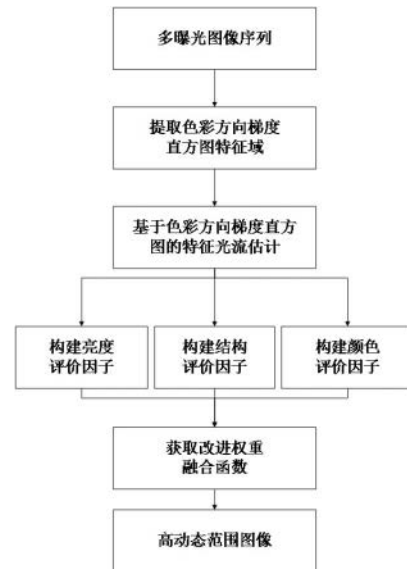 多曝光图像序列
提取色彩方向梯度
直方图特征域
基于色彩方向梯度直方
图的特征光流估计
构建亮度
评价因子
构建结构
评价因子
构建颜色
评价因子
获取改进权重
融合函数
高动态范围图像